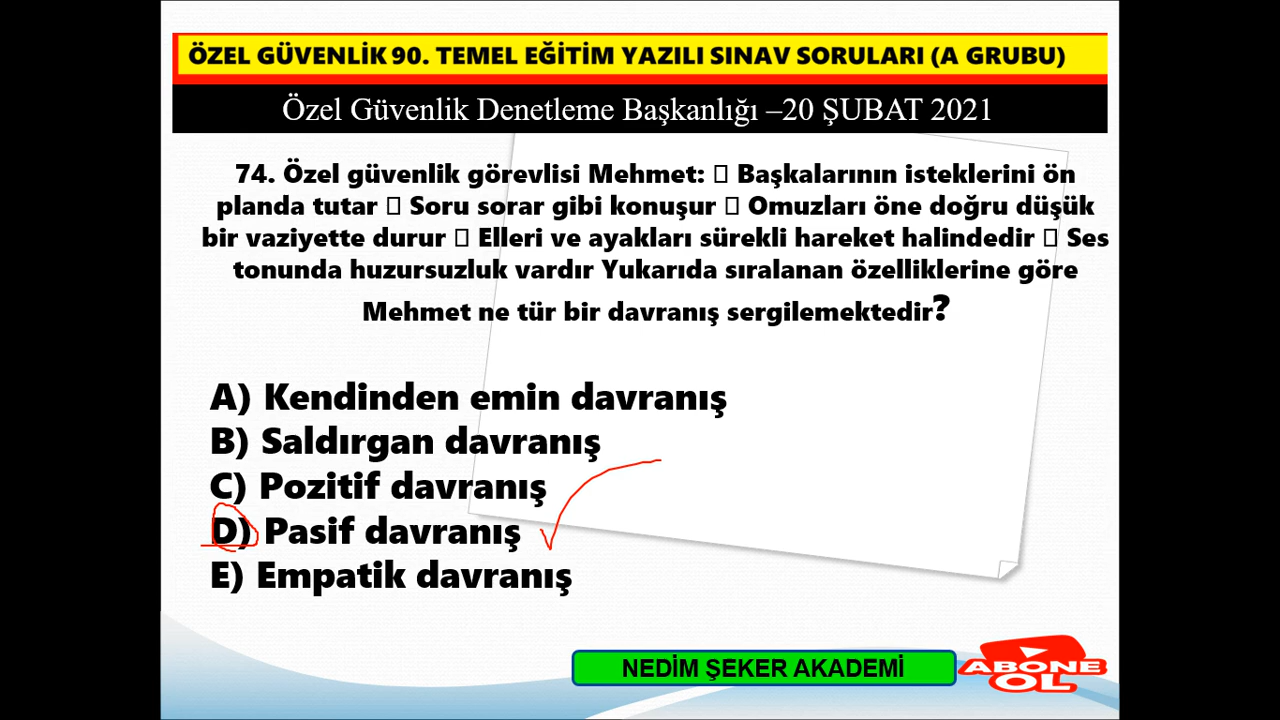 ÖZEL GÜVENLİK 90. TEMEL EĞİTİM YAZILI SINAV SORULARI (A GRUBU)
Özel Güvenlik Denetleme Başkanlığı –20 ŞUBAT 2021
74. Özel güvenlik görevlisi Mehmet: ▯ Başkalarının isteklerini ön
planda tutar ▯ Soru sorar gibi konuşur ▯ Omuzları öne doğru düşük
bir vaziyette durur ▯ Elleri ve ayakları sürekli hareket halindedir ▯ Ses
tonunda huzursuzluk vardır Yukarıda sıralanan özelliklerine göre
Mehmet ne tür bir davranış sergilemektedir?
A) Kendinden emin davranış
B) Saldırgan davranış
C) Pozitif davranış
D) Pasif davranış
E) Empatik davranış
NEDİM ŞEKER AKADEMİ
ABONE
OL